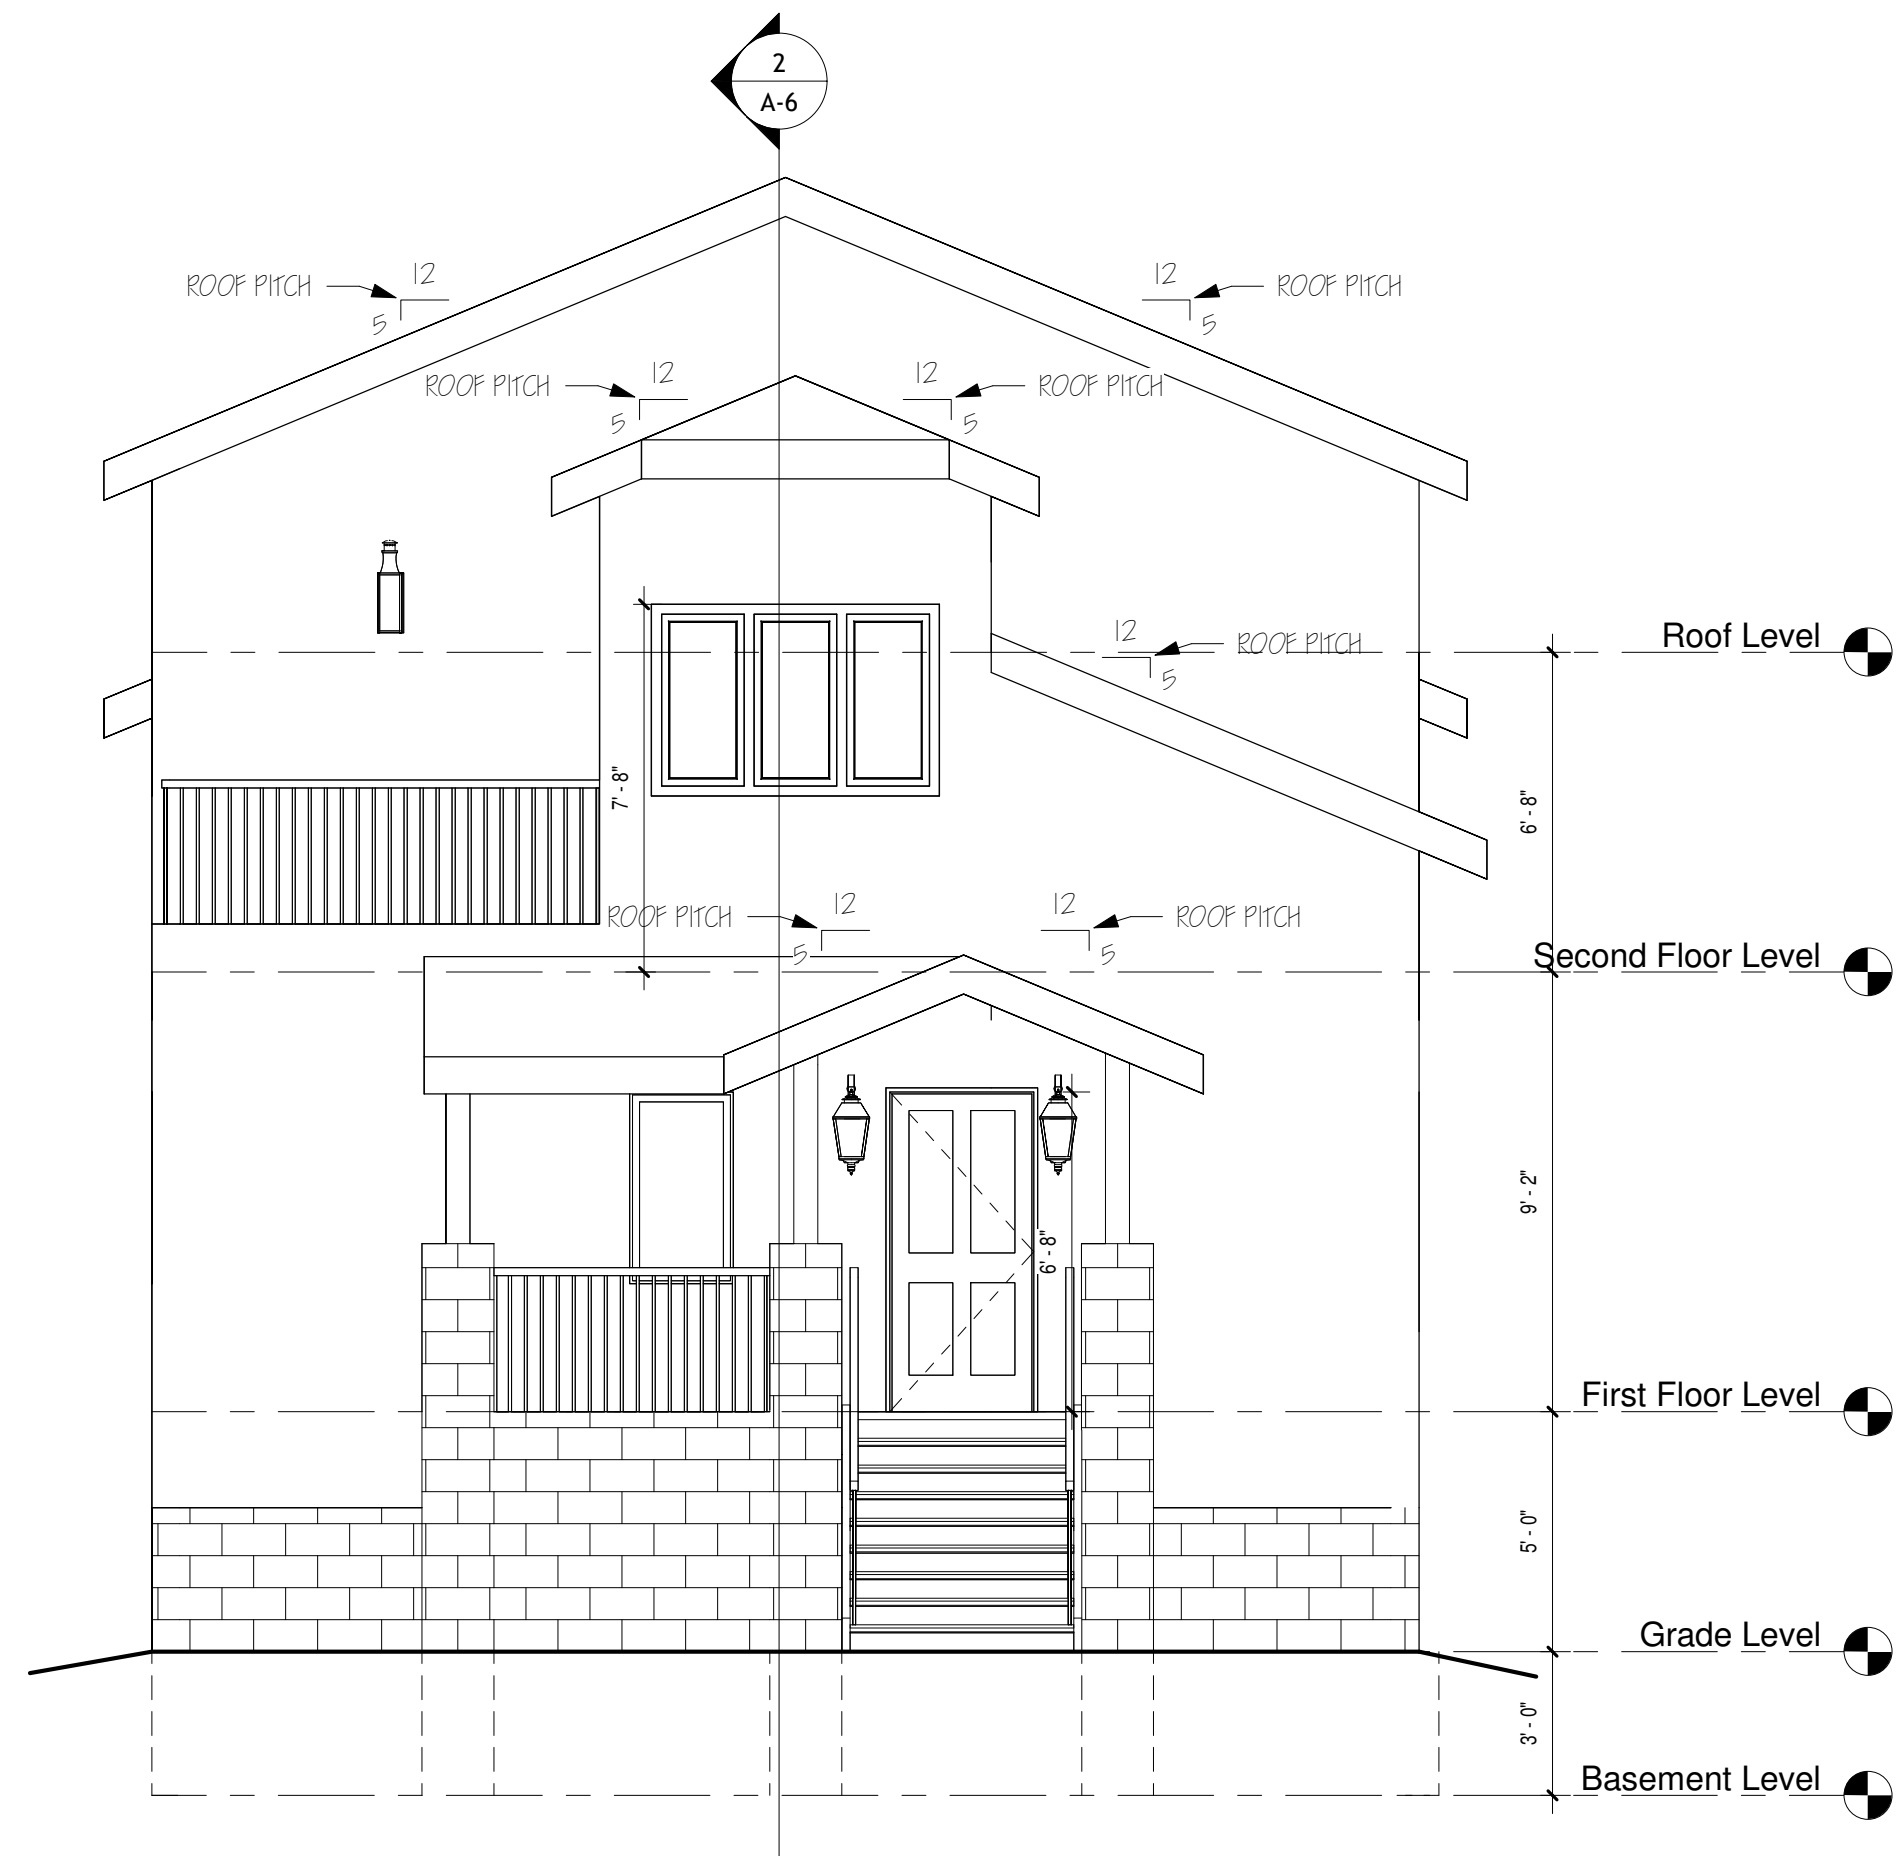 2
A-6
12
ROOF PITCH
5
12
ROOF PITCH
5
12
ROOF PITCH
5
12
ROOF PITCH
5
Roof Level
12
ROOF PITCH
5
7' - 8"
6' - 8"
12
ROOF PITCH
5
12
ROOF PITCH
5
Second Floor Level
9' - 2"
6' - 8"
First Floor Level
5' - 0"
Grade Level
3' - 0"
Basement Level